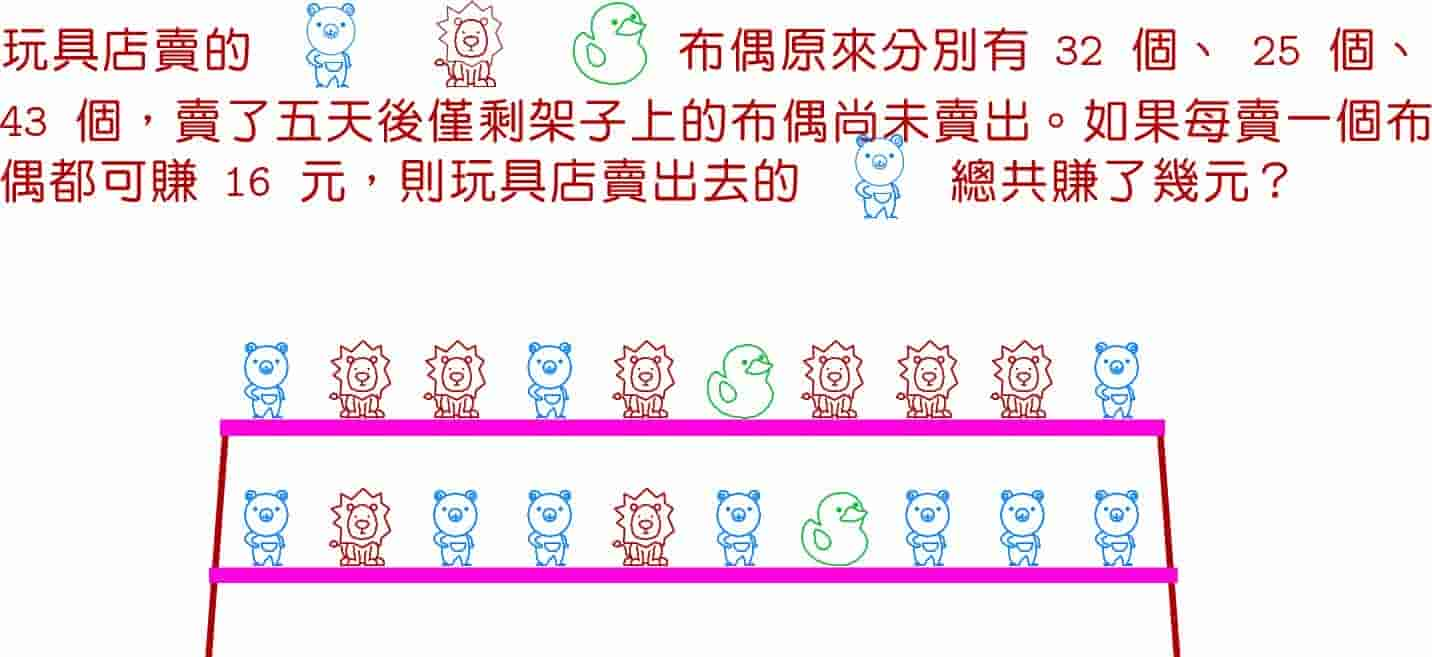 玩具店賣的 布偶原來分別有 32 個、 25 個、
43 個，賣了五天後僅剩架子上的布偶尚未賣出。如果每賣一個布
偶都可賺 16 元，則玩具店賣出去的 總共賺了幾元？